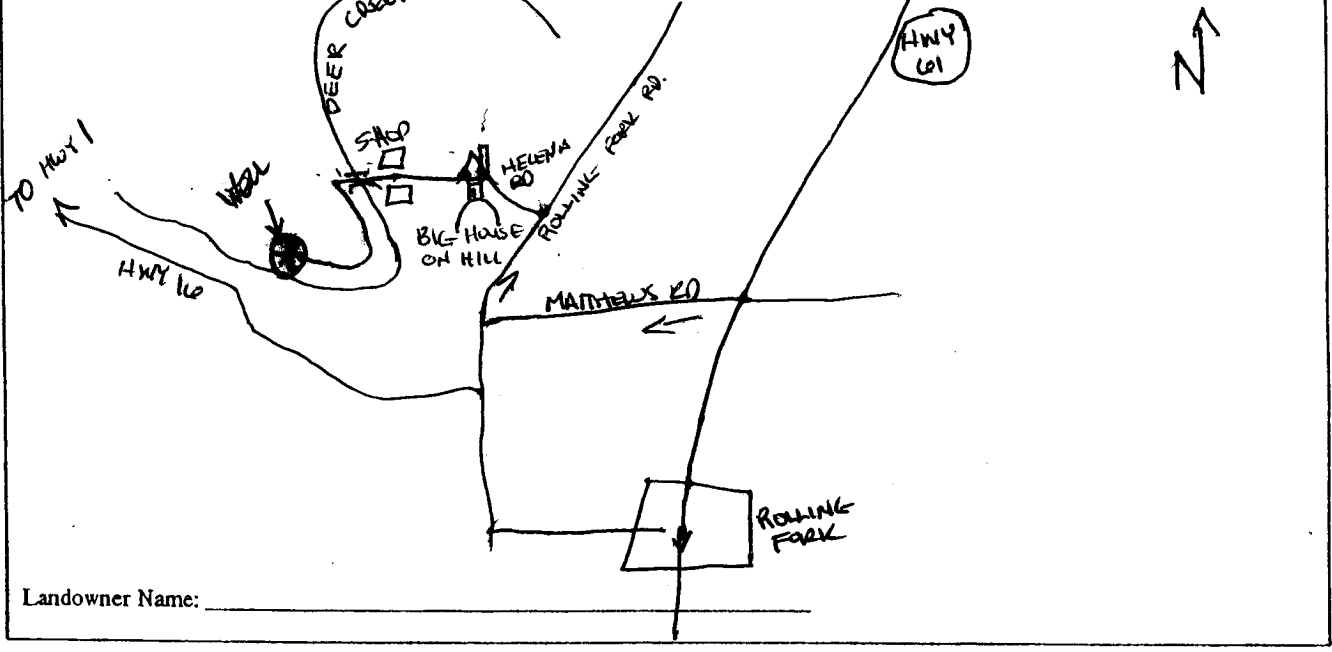 DEER CREEK
HWY
61
N
SHOP
TO HWY 1
Well
HELENA
RD
ROLLING FORK RD.
BIG HOUSE
ON HILL
HWY 16
MATTHEWS RD
ROLLING
FORK
Landowner Name: